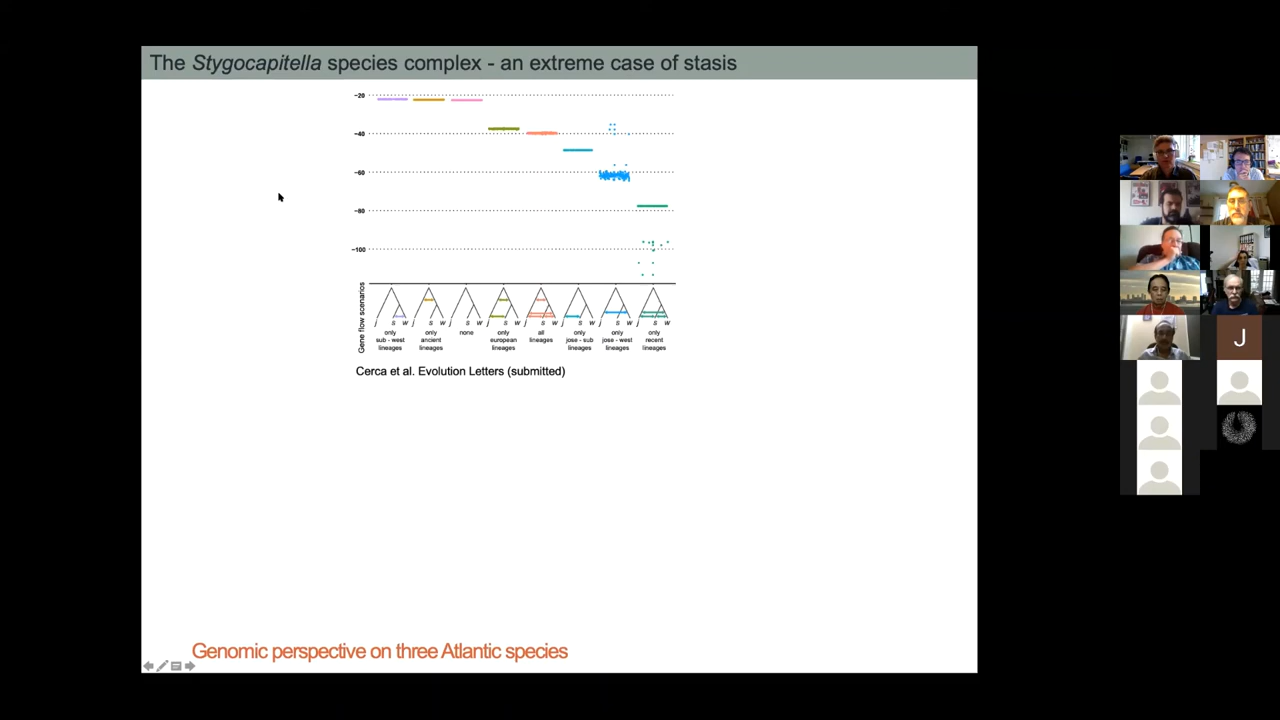 The Stygocapitella species complex - an extreme case of stasis
−20
−40
−60
−80
−100
Gene flow scenarios
j S W
j S W
j S W
j S W
j S W
j S W
j S W
j S W
only sub - west lineages
only ancient lineages
none
only european lineages
all lineages
only jose - sub lineages
only jose - west lineages
only recent lineages
Cerca et al. Evolution Letters (submitted)
Genomic perspective on three Atlantic species
J